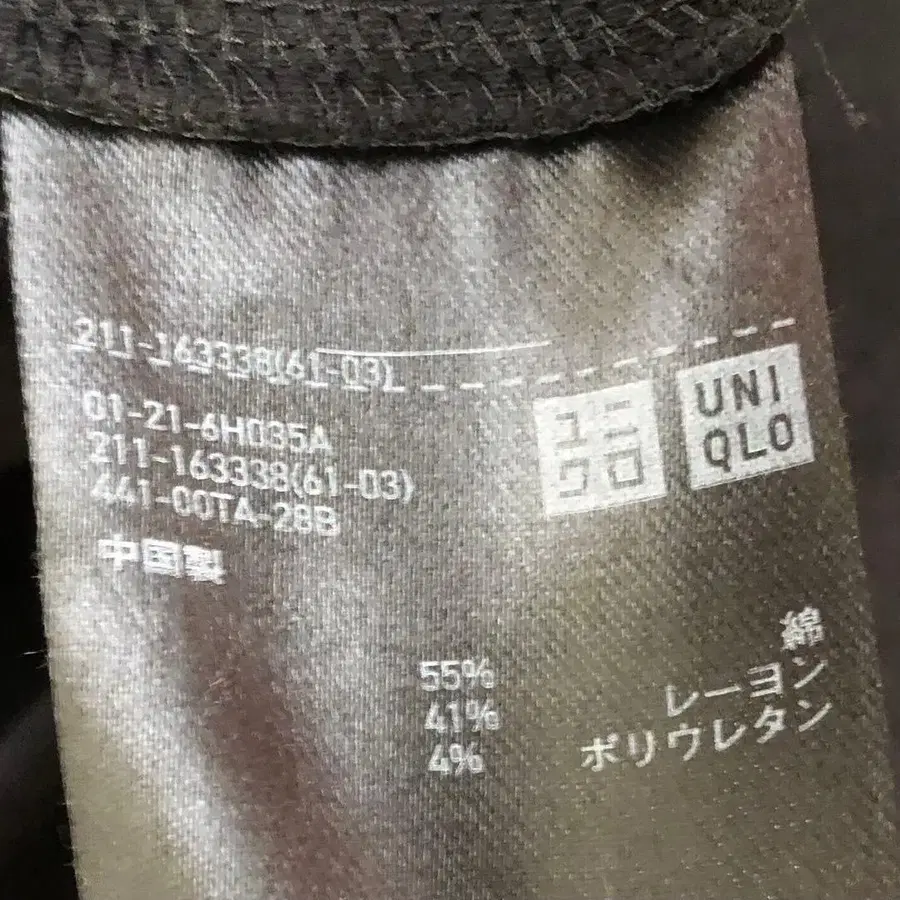 211-163338(61-03)
ユニ
クロ
UNI
QLO
01-21-6H035A
211-163338(61-03)
441-00TA-28B
中国製
綿 55%
レーヨン 41%
ポリウレタン 4%